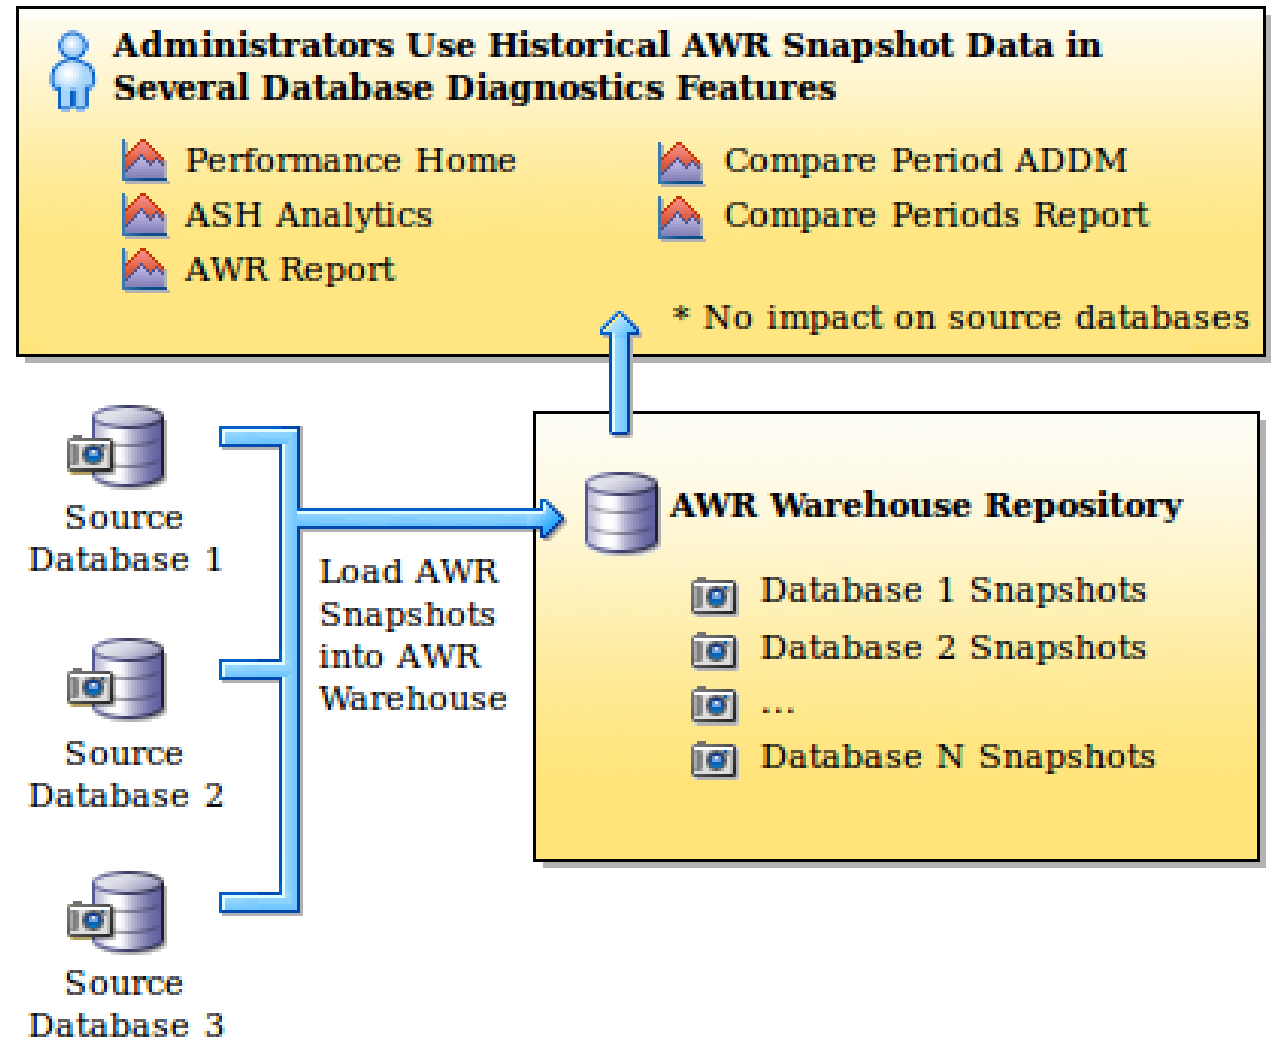 Administrators Use Historical AWR Snapshot Data in
Several Database Diagnostics Features
Performance Home
ASH Analytics
AWR Report
Compare Period ADDM
Compare Periods Report
* No impact on source databases
Source
Database 1
Source
Database 2
Source
Database 3
Load AWR
Snapshots
into AWR
Warehouse
AWR Warehouse Repository
Database 1 Snapshots
Database 2 Snapshots
...
Database N Snapshots